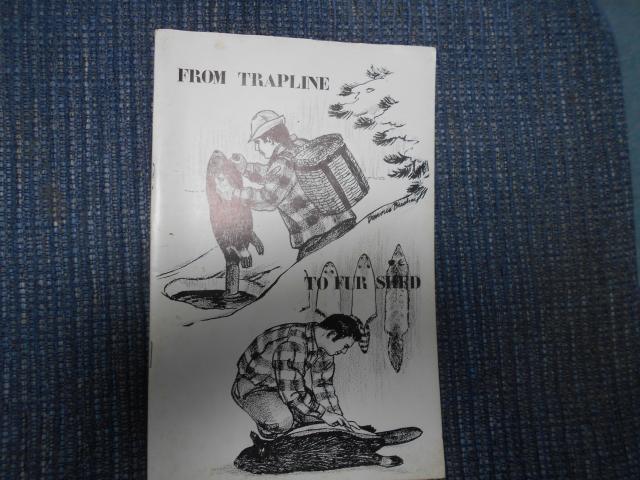 FROM TRAPLINE
TO FUR SHED